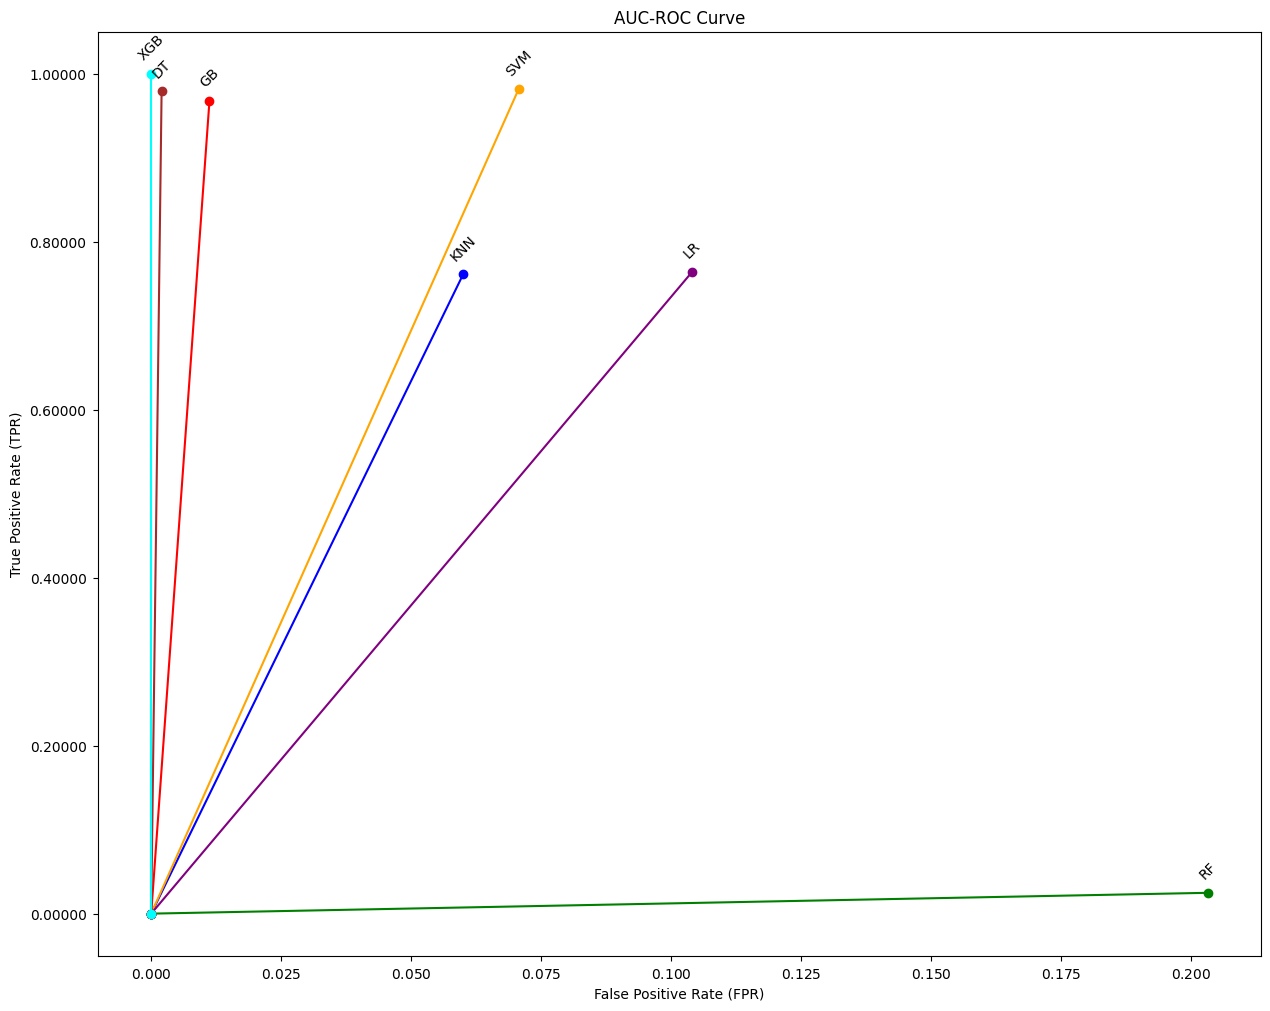 AUC-ROC Curve
XGB
DT
GB
SVM
KNN
LR
RF
True Positive Rate (TPR)
1.00000
0.80000
0.60000
0.40000
0.20000
0.00000
0.000 0.025 0.050 0.075 0.100 0.125 0.150 0.175 0.200
False Positive Rate (FPR)